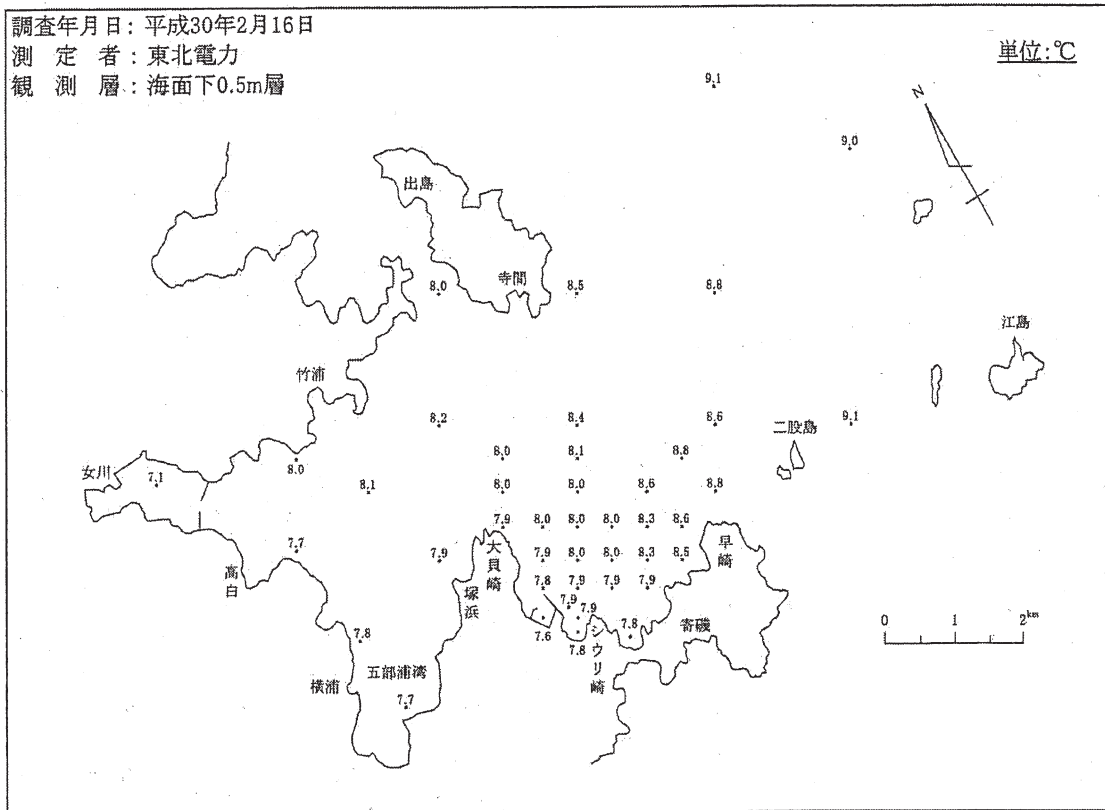 調査年月日：平成30年2月16日
測　定　者：東北電力
観　測　層：海面下0.5m層
単位：℃
9.1
N
9.0
出島
寺間
8.0
8.5
8.8
江島
竹浦
8.2
8.4
8.6
9.1
二股島
8.0
8.0
8.1
8.8
女川
7.1
8.1
8.0
8.0
8.6
8.8
7.9
8.0
8.0
8.0
8.3
8.6
7.7
7.9
大貝崎
7.9
8.0
8.0
8.3
8.5
早崎
高白
塚浜
7.8
7.9
7.9
7.9
7.9
7.9
7.6
7.8
シウリ崎
7.8
寄磯
0 1 2km
7.8
五部浦湾
横浦
7.7